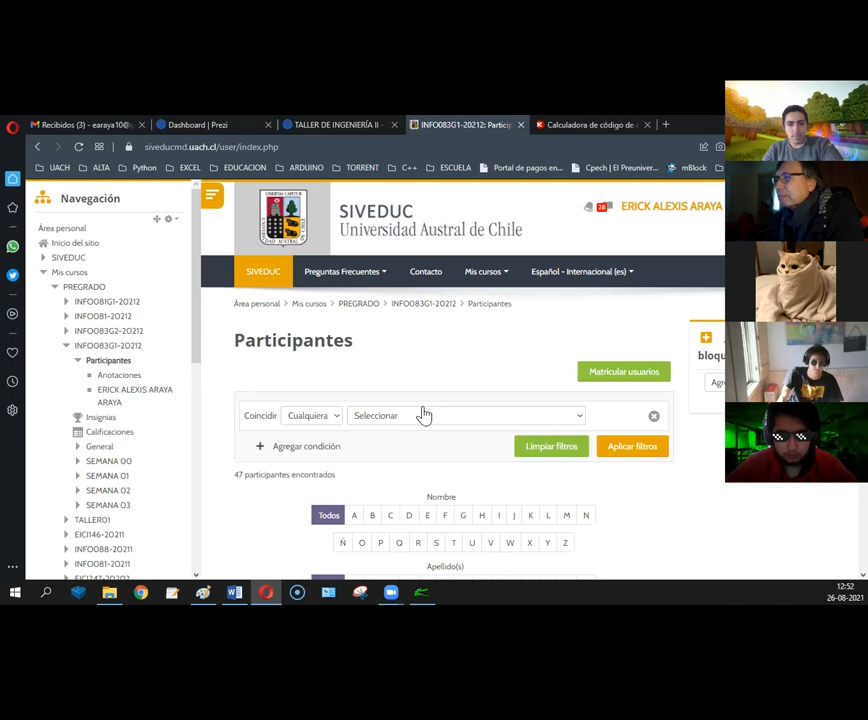 Recibidos) - earaya10@
Dashboard | Prezi
TALLER DE INGENIERÍA II –
INFO083G1-20212: Particip
Calculadora de código de c
siveducmd.uach.cl/user/index.php
UACH
ALTA
Python
EXCEL
EDUCACION
ARDUINO
TORRENT
C++
ESCUELA
Portal de pagos en...
Cpech | El Preuniver...
mBlock
Navegación
Área personal
Inicio del sitio
SIVEDUC
Mis cursos
PREGRADO
INFO081G1-20212
INFO081-20212
INFO083G2-20212
INFO083G1-20212
Participantes
Anotaciones
ERICK ALEXIS ARAYA
ARAYA
Insignias
Calificaciones
General
SEMANA 00
SEMANA 01
SEMANA 02
SEMANA 03
TALLER01
EICI146-20211
INFO088-20211
INFO081-20211
EICI247-20202
SIVEDUC
Universidad Austral de Chile
28
ERICK ALEXIS ARAYA
SIVEDUC
Preguntas Frecuentes
Contacto
Mis cursos
Español - Internacional (es)
Área personal
Mis cursos
PREGRADO
INFO083G1-20212
Participantes
Participantes
Matricular usuarios
bloqu
Agre
Coincidir
Cualquiera
Seleccionar
Agregar condición
Limpiar filtros
Aplicar filtros
47 participantes encontrados
Nombre
Todos A B C D E F G H I J K L M N
Ñ O P Q R S T U V W X Y Z
Apellido(s)
12:52
26-08-2021